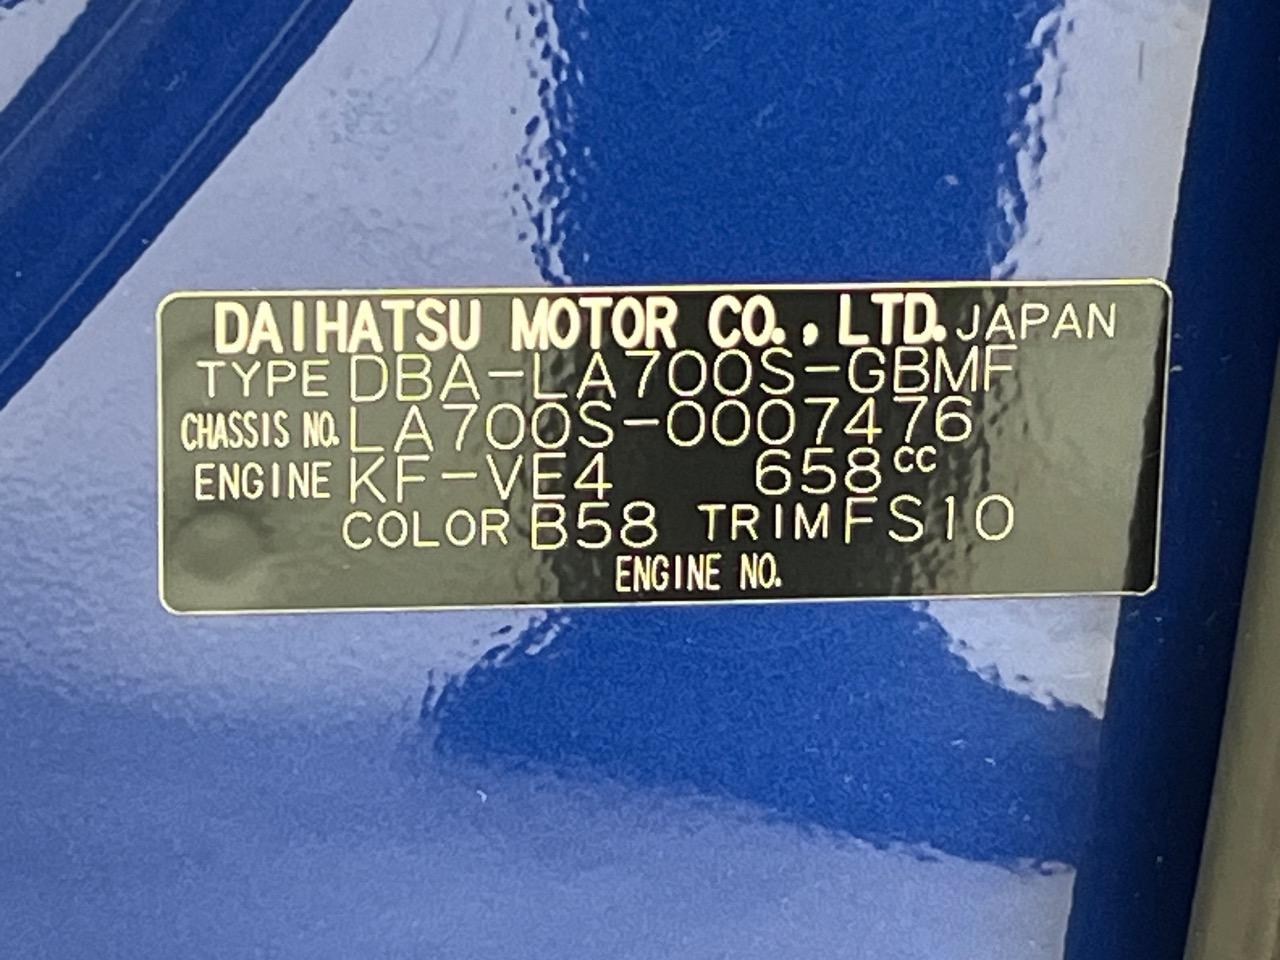 DAIHATSU MOTOR CO., LTD. JAPAN
TYPE DBA-LA700S-GBMF
CHASSIS NO. LA700S-0007476
ENGINE KF-VE4 658cc
COLOR B58 TRIM FS10
ENGINE NO.